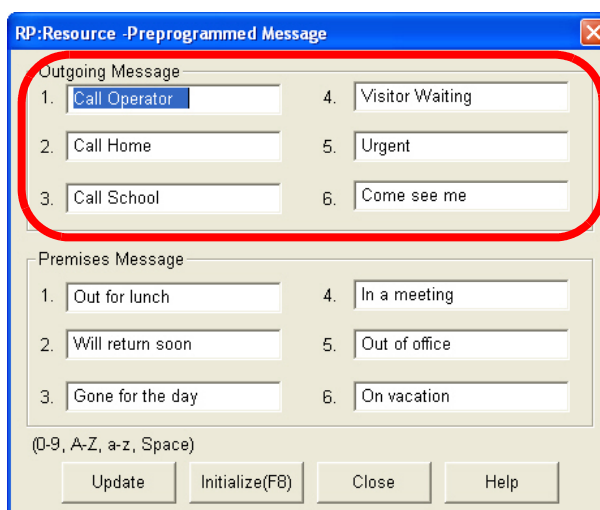 RP:Resource -Preprogrammed Message
Outgoing Message
1. Call Operator 4. Visitor Waiting
2. Call Home 5. Urgent
3. Call School 6. Come see me
Premises Message
1. Out for lunch 4. In a meeting
2. Will return soon 5. Out of office
3. Gone for the day 6. On vacation
(0-9, A-Z, a-z, Space)
Update Initialize(F8) Close Help